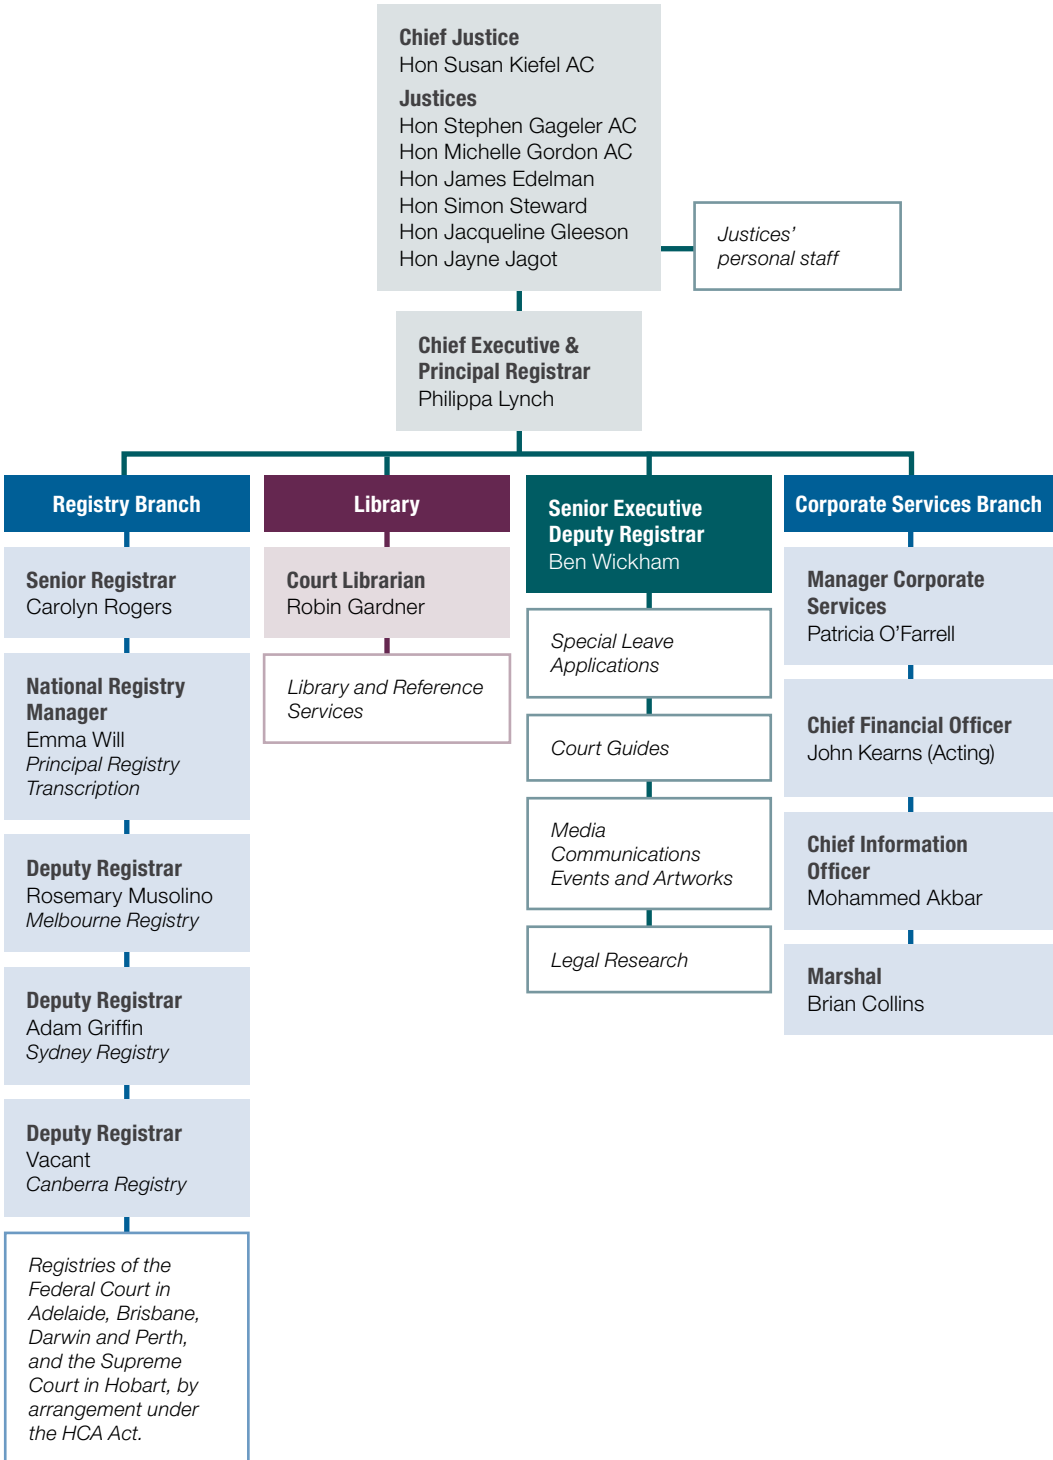 Chief Justice
Hon Susan Kiefel AC
Justices
Hon Stephen Gageler AC
Hon Michelle Gordon AC
Hon James Edelman
Hon Simon Steward
Hon Jacqueline Gleeson
Hon Jayne Jagot
Justices'
personal staff
Chief Executive &
Principal Registrar
Philippa Lynch
Registry Branch
Senior Registrar
Carolyn Rogers
National Registry
Manager
Emma Will
Principal Registry
Transcription
Deputy Registrar
Rosemary Musolino
Melbourne Registry
Deputy Registrar
Adam Griffin
Sydney Registry
Deputy Registrar
Vacant
Canberra Registry
Registries of the
Federal Court in
Adelaide, Brisbane,
Darwin and Perth,
and the Supreme
Court in Hobart, by
arrangement under
the HCA Act.
Library
Court Librarian
Robin Gardner
Library and Reference
Services
Senior Executive
Deputy Registrar
Ben Wickham
Special Leave
Applications
Court Guides
Media
Communications
Events and Artworks
Legal Research
Corporate Services Branch
Manager Corporate
Services
Patricia O'Farrell
Chief Financial Officer
John Kearns (Acting)
Chief Information
Officer
Mohammed Akbar
Marshal
Brian Collins